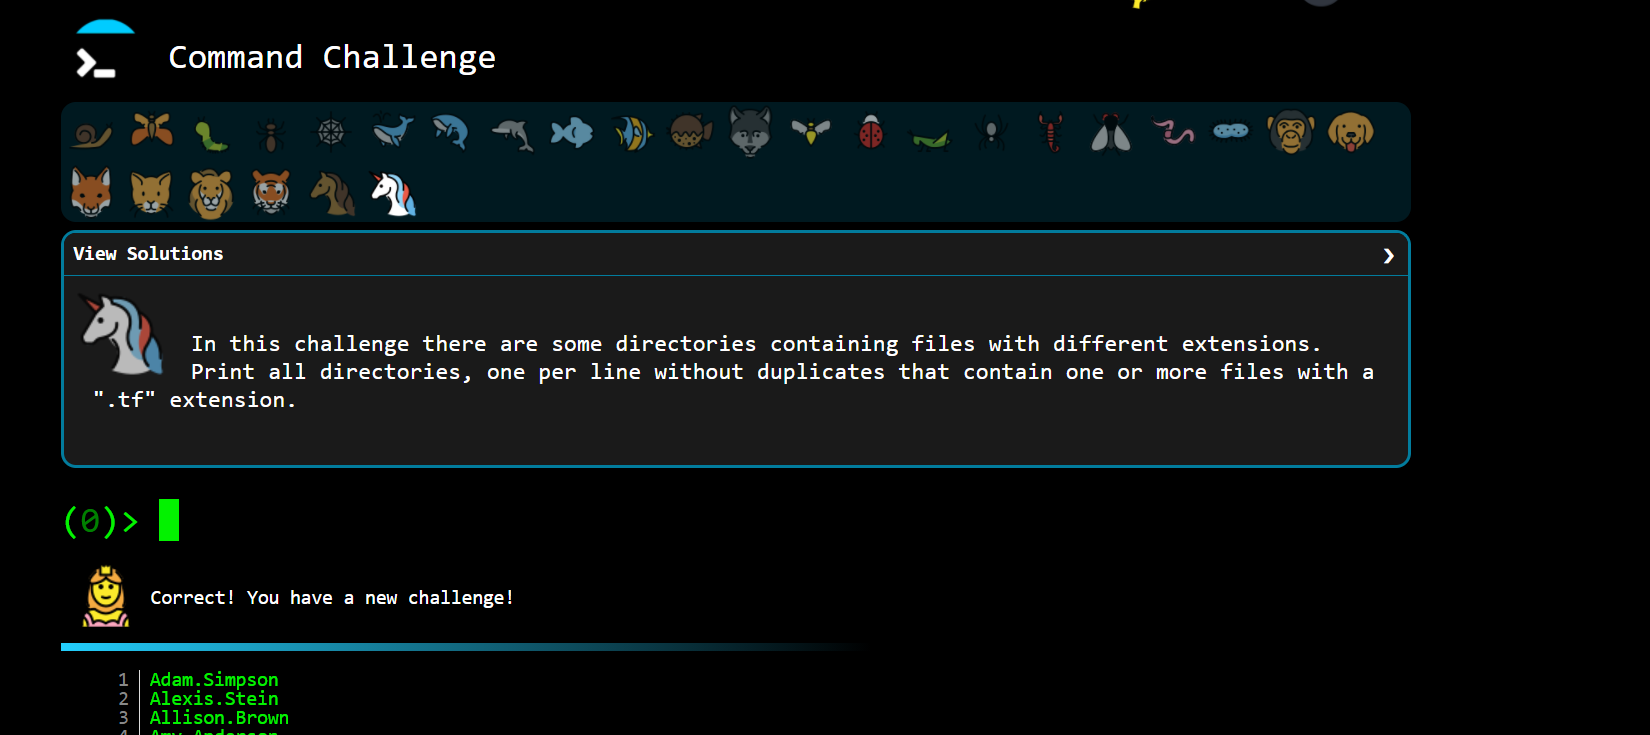 Command Challenge
View Solutions
In this challenge there are some directories containing files with different extensions.
Print all directories, one per line without duplicates that contain one or more files with a
".tf" extension.
(0)>
Correct! You have a new challenge!
1 Adam.Simpson
2 Alexis.Stein
3 Allison.Brown